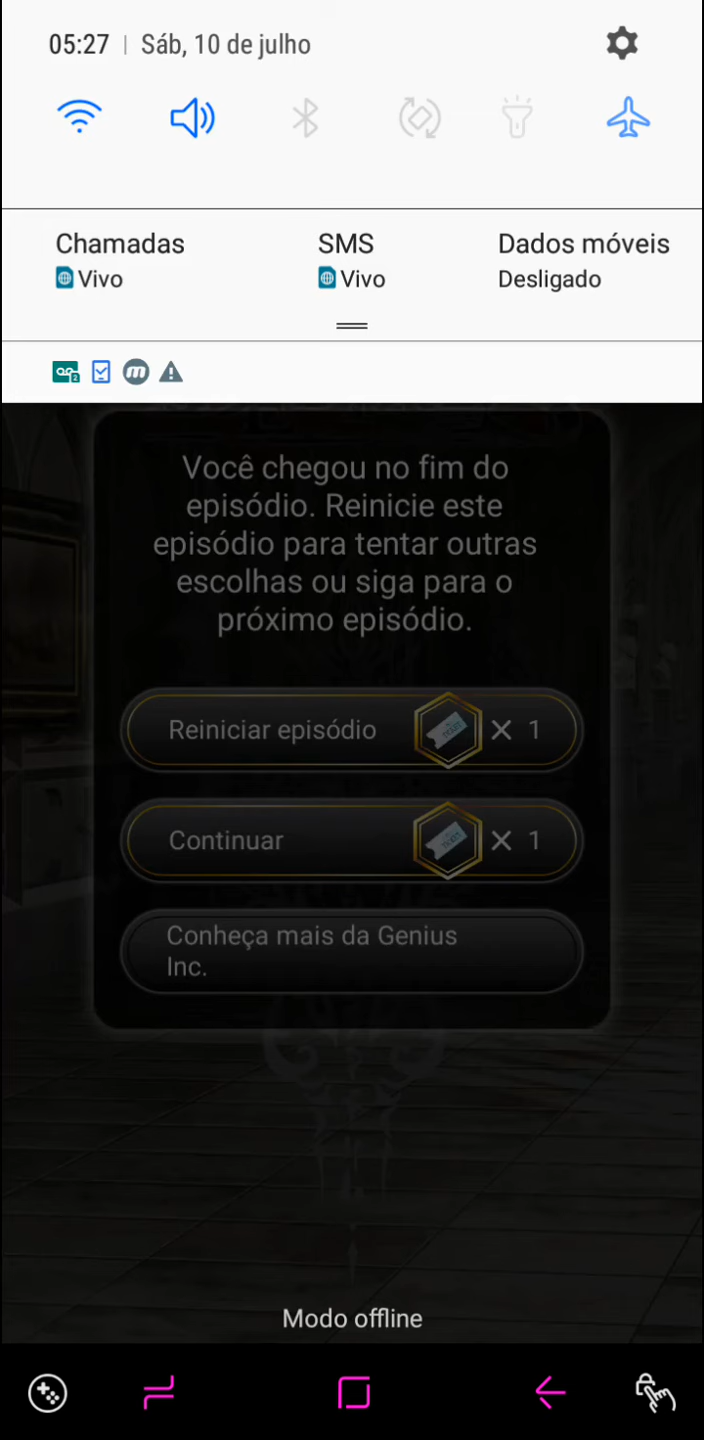 05:27 | Sáb, 10 de julho
Chamadas
Vivo
SMS
Vivo
Dados móveis
Desligado
Você chegou no fim do
episódio. Reinicie este
episódio para tentar outras
escolhas ou siga para o
próximo episódio.
Reiniciar episódio × 1
Continuar × 1
Conheça mais da Genius
Inc.
Modo offline